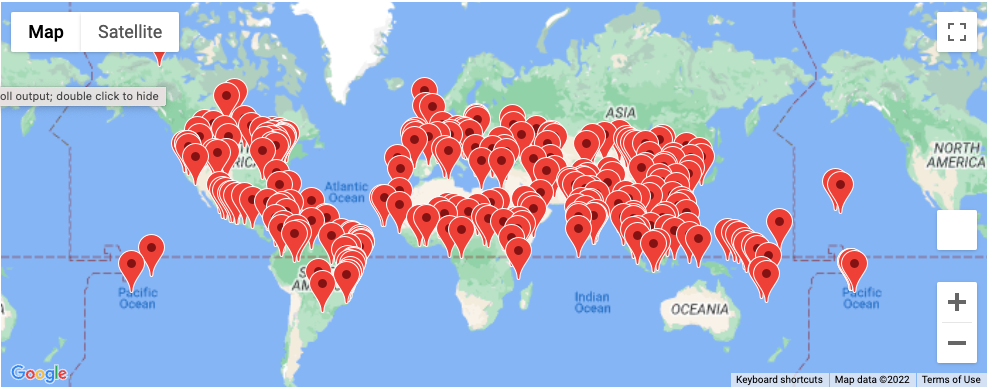 Map
Satellite
oll output; double click to hide
ASIA
NORTH
AMERICA
Atlantic
Ocean
Pacific
Ocean
Indian
Ocean
OCEANIA
Pacific
Ocean
Google
Keyboard shortcuts
Map data ©2022
Terms of Use